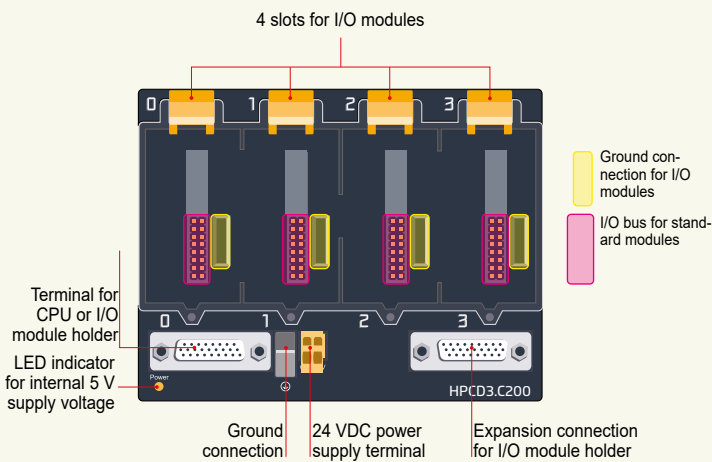 4 slots for I/O modules
0 1 2 3
Ground con-
nection for I/O
modules
I/O bus for stand-
ard modules
Terminal for
CPU or I/O
module holder
0 1 2 3
LED indicator
for internal 5 V
supply voltage
Power
HPCD3.C200
Ground
connection
24 VDC power
supply terminal
Expansion connection
for I/O module holder